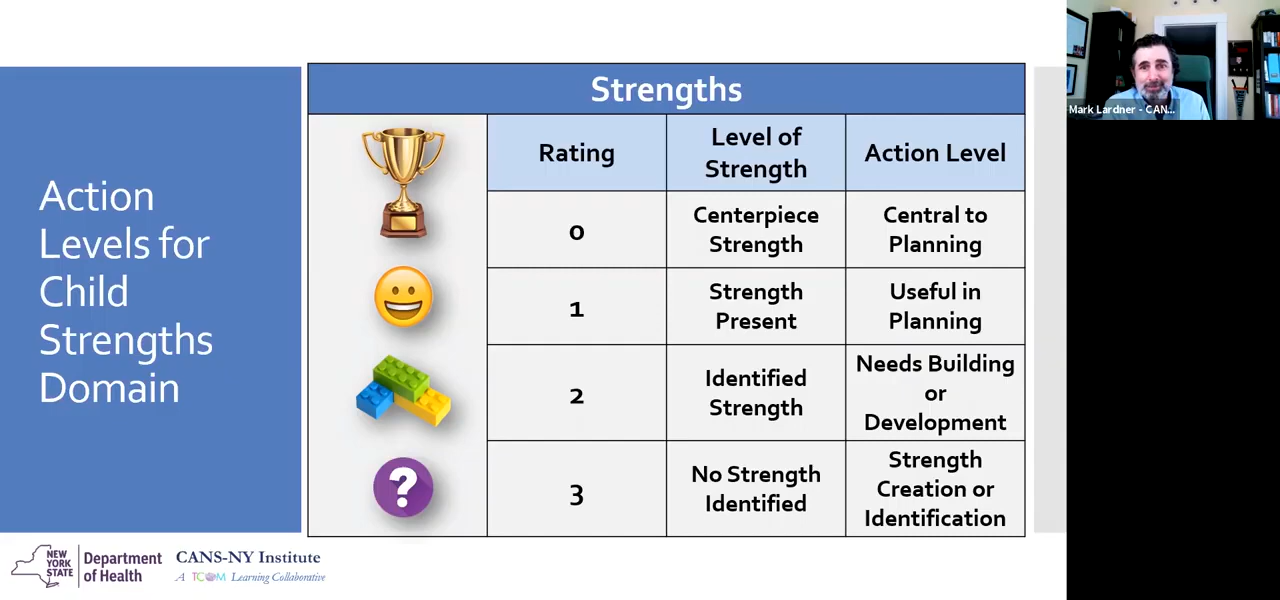 Action
Levels for
Child
Strengths
Domain
Strengths
Rating
Level of
Strength
Action Level
0
Centerpiece
Strength
Central to
Planning
1
Strength
Present
Useful in
Planning
2
Identified
Strength
Needs Building
or
Development
3
No Strength
Identified
Strength
Creation or
Identification
?
NEW
YORK
STATE
Department
of Health
CANS-NY Institute
A TCOM Learning Collaborative
Mark Lardner - CAN...